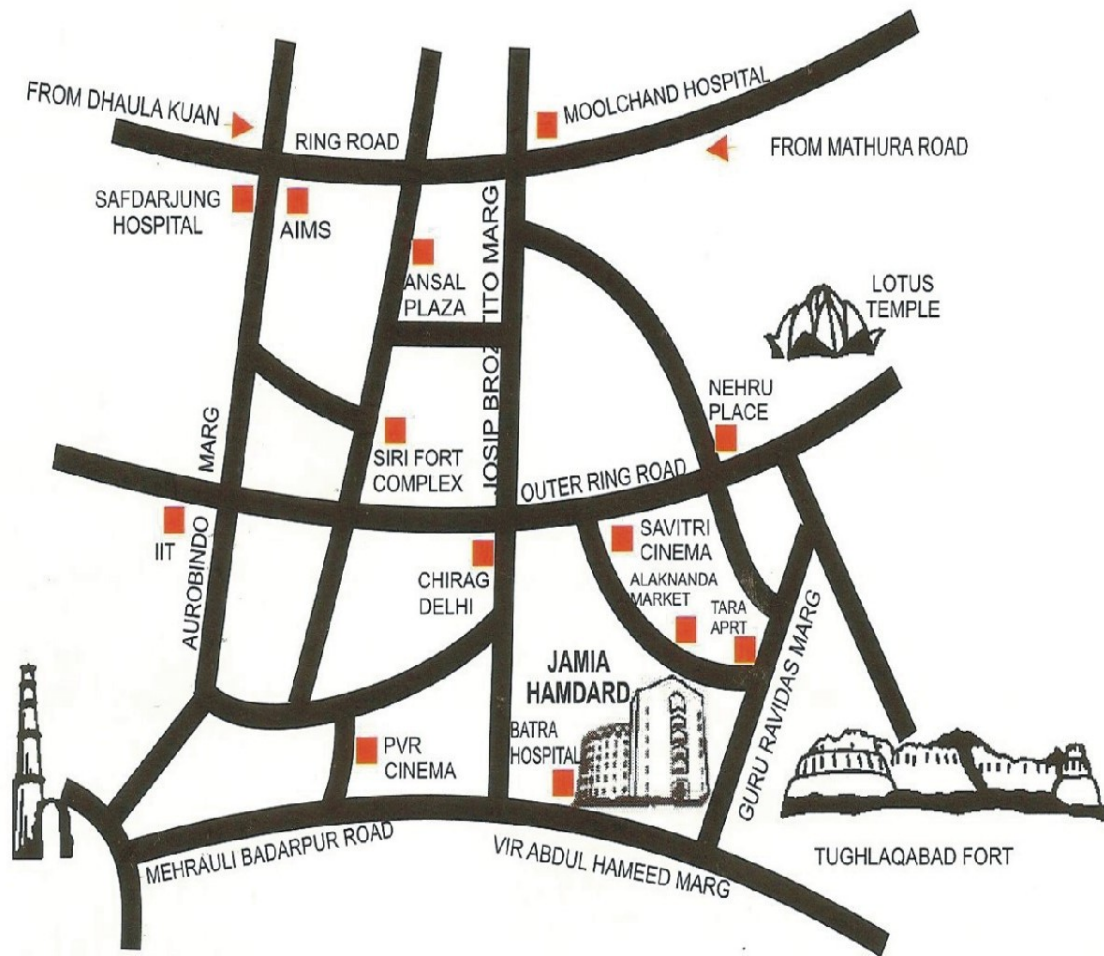 FROM DHAULA KUAN
RING ROAD
MOOLCHAND HOSPITAL
FROM MATHURA ROAD
SAFDARJUNG
HOSPITAL
AIMS
ANSAL
PLAZA
JOSIP BROZ TITO MARG
LOTUS
TEMPLE
NEHRU
PLACE
SIRI FORT
COMPLEX
OUTER RING ROAD
AUROBINDO MARG
IIT
CHIRAG
DELHI
SAVITRI
CINEMA
ALAKNANDA
MARKET
TARA
APRT
GURU RAVIDAS MARG
JAMIA
HAMDARD
BATRA
HOSPITAL
PVR
CINEMA
MEHRAULI BADARPUR ROAD
VIR ABDUL HAMEED MARG
TUGHLAQABAD FORT